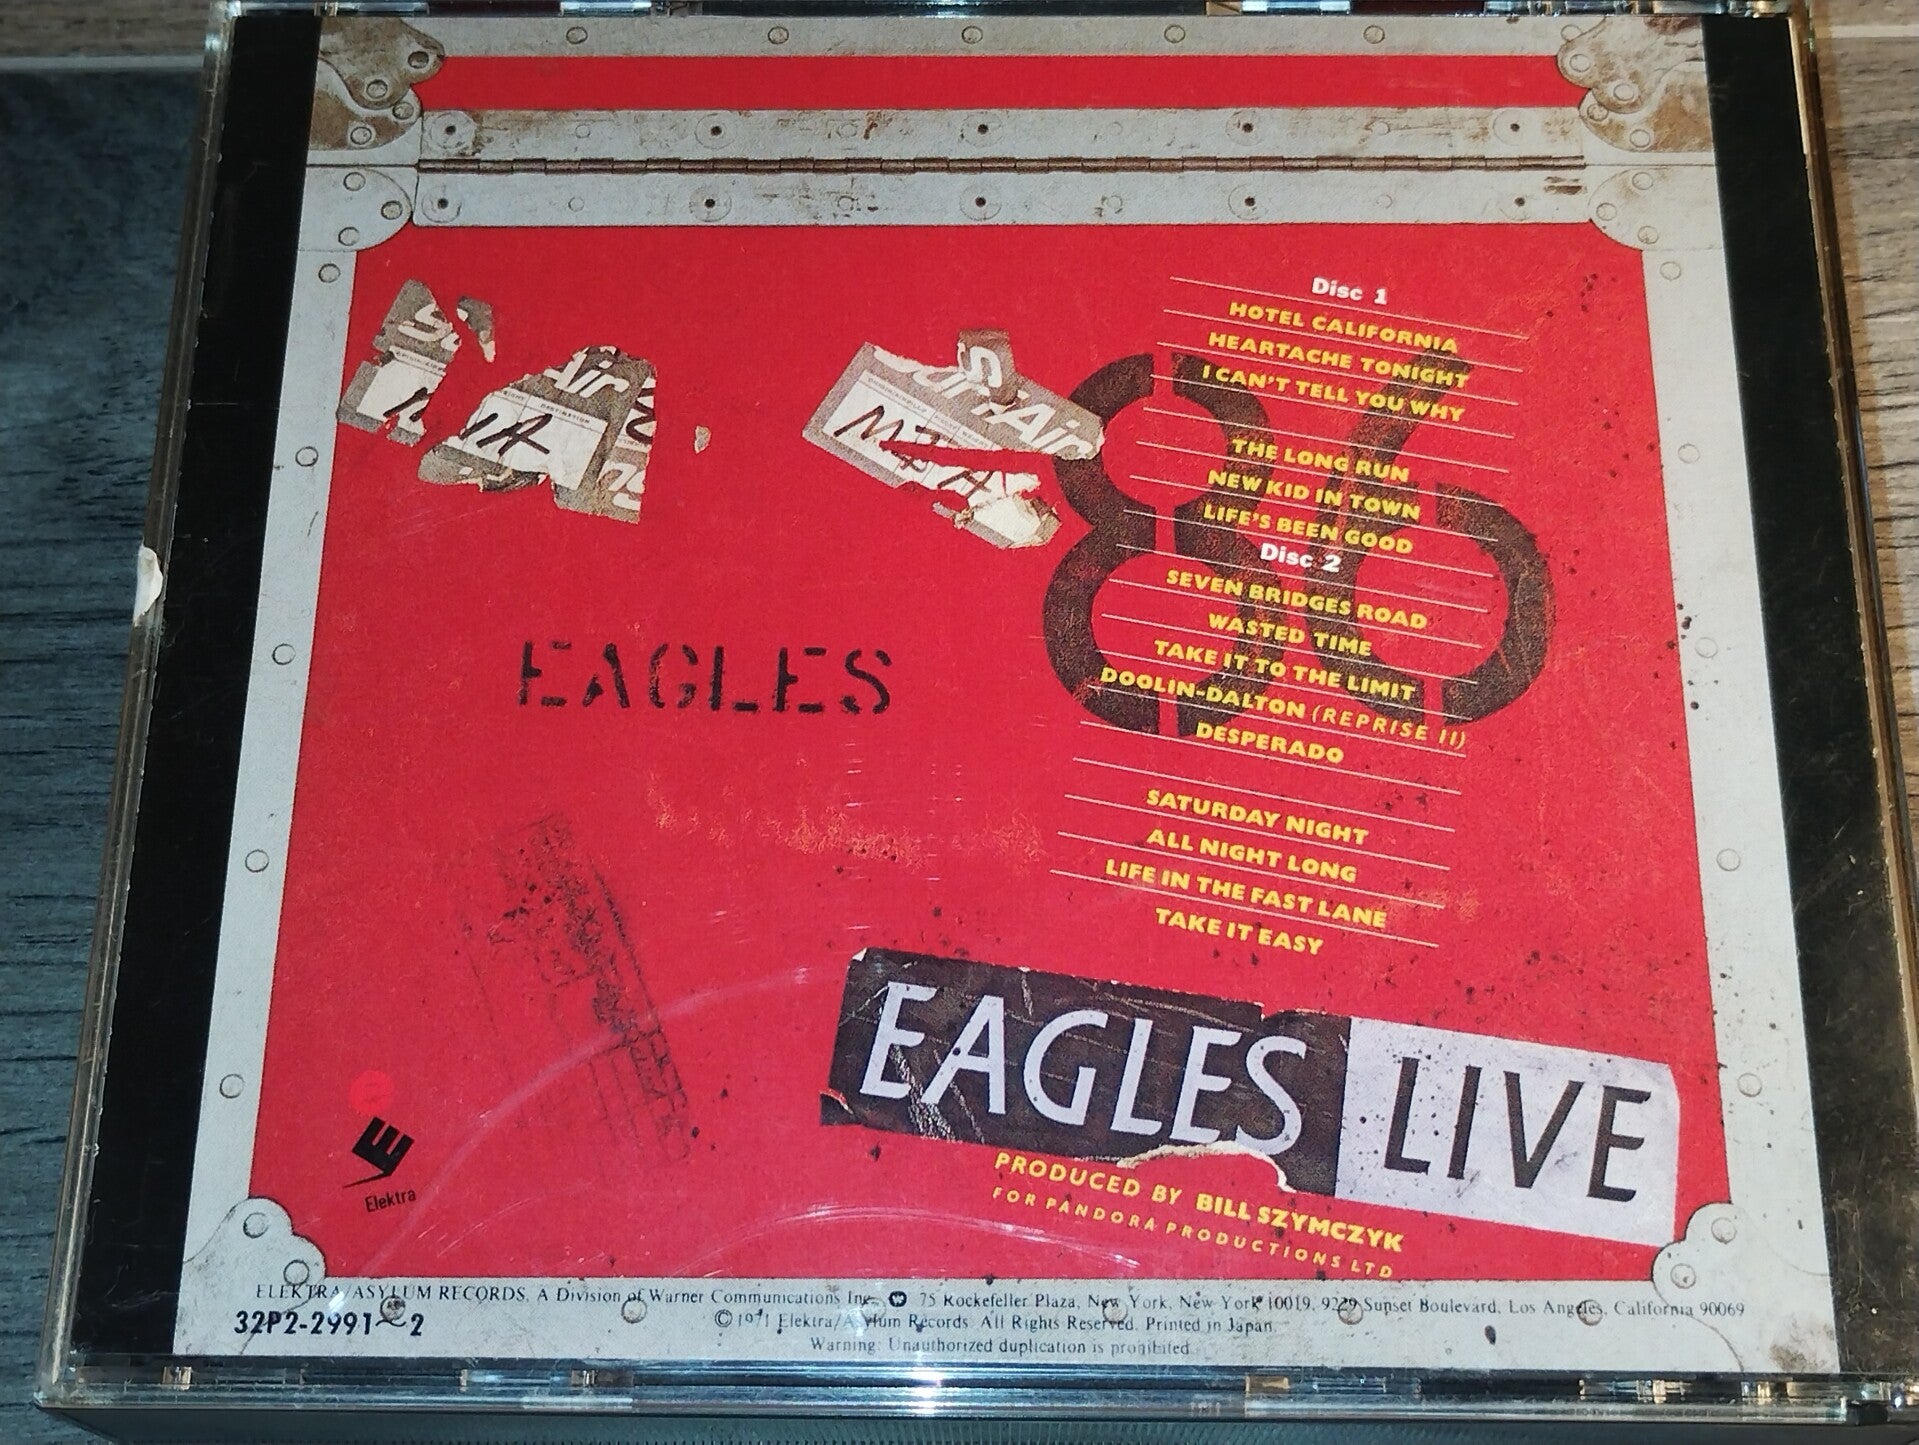 Disc 1
HOTEL CALIFORNIA
HEARTACHE TONIGHT
I CAN'T TELL YOU WHY
THE LONG RUN
NEW KID IN TOWN
LIFE'S BEEN GOOD
Disc 2
SEVEN BRIDGES ROAD
WASTED TIME
TAKE IT TO THE LIMIT
DOOLIN-DALTON (REPRISE II)
DESPERADO
SATURDAY NIGHT
ALL NIGHT LONG
LIFE IN THE FAST LANE
TAKE IT EASY
Air
DESTINATION
Air
EAGLES
EAGLES LIVE
PRODUCED BY BILL SZYMCZYK
FOR PANDORA PRODUCTIONS LTD
Elektra
ELEKTRA/ASYLUM RECORDS, A Division of Warner Communications Inc. 75 Rockefeller Plaza, New York, New York 10019. 9229 Sunset Boulevard, Los Angeles, California 90069
32P2-2991~2
© 1971 Elektra/Asylum Records All Rights Reserved. Printed in Japan.
Warning: Unauthorized duplication is prohibited.